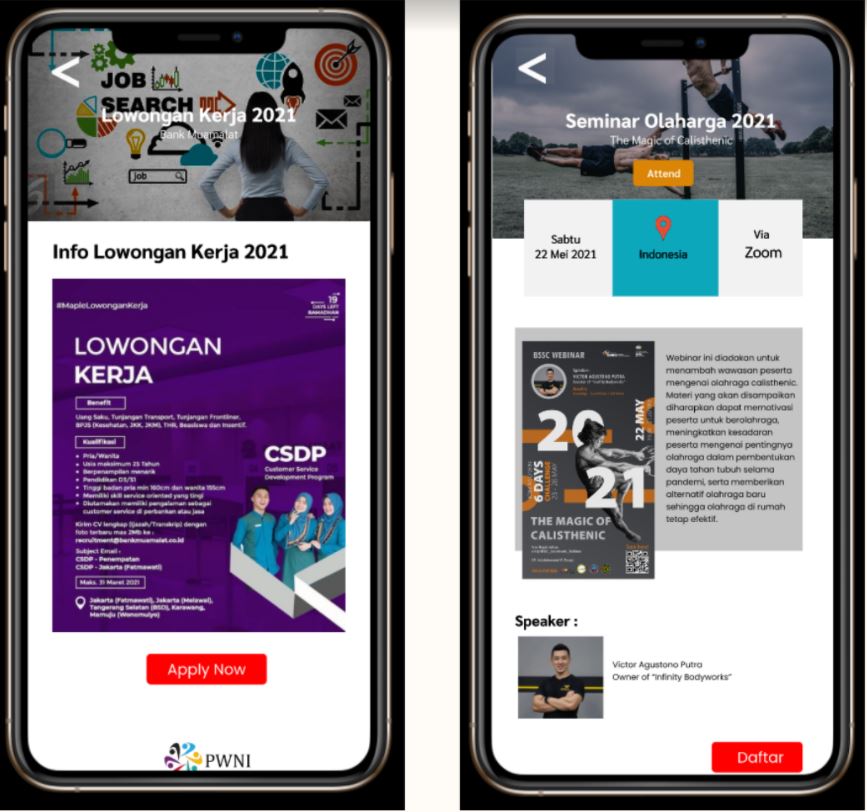 JOB
SEARCH
Lowongan Kerja 2021
Bank Muamalat
job
Info Lowongan Kerja 2021
#MapleLowonganKerja
19
DAYS LEFT
RAMADHAN
LOWONGAN
KERJA
Benefit
Uang Saku, Tunjangan Transport, Tunjangan Frontliner,
BPJS (Kesehatan, JKK, JKM), THR, Beasiswa dan Insentif.
Kualifikasi
Pria/Wanita
Usia maksimum 25 Tahun
Berpenampilan menarik
Pendidikan D3/S1
Tinggi badan pria min 160cm dan wanita 155cm
Memiliki skill service oriented yang tingi
Diutamakan memiliki pengalaman sebagai
customer service di perbankan atau jasa
CSDP
Customer Service
Development Program
Kirim CV lengkap (Ijazah/Transkrip) dengan
foto terbaru max 2Mb ke :
recruitment@bankmuamalat.co.id
Subject Email :
CSDP - Penempatan
CSDP - Jakarta (Fatmawati)
Maks. 31 Maret 2021
Jakarta (Fatmawati), Jakarta (Melawai),
Tangerang Selatan (BSD), Karawang,
Mamuju (Wonomulyo)
Apply Now
PWNI
Seminar Olaharga 2021
The Magic of Calisthenic
Attend
Sabtu
22 Mei 2021
Indonesia
Via
Zoom
BSSC WEBINAR
Speaker :
VICTOR AGUSTONO PUTRA
2021
22 MAY
6 DAYS
CHALLENGE
THE MAGIC OF
CALISTHENIC
Webinar ini diadakan untuk
menambah wawasan peserta
mengenai olahraga calisthenic.
Materi yang akan disampaikan
diharapkan dapat memotivasi
peserta untuk berolahraga,
meningkatkan kesadaran
peserta mengenai pentingnya
olahraga dalam pembentukan
daya tahan tubuh selama
pandemi, serta memberikan
alternatif olahraga baru
sehingga olahraga di rumah
tetap efektif.
Speaker :
Victor Agustono Putra
Owner of "Infinity Bodyworks"
Daftar